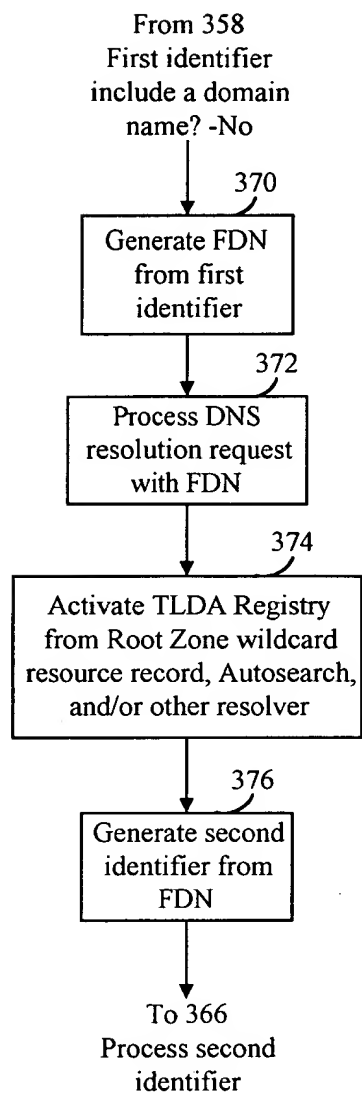 From 358
First identifier
include a domain
name? -No
370
Generate FDN
from first
identifier
372
Process DNS
resolution request
with FDN
374
Activate TLDA Registry
from Root Zone wildcard
resource record, Autosearch,
and/or other resolver
376
Generate second
identifier from
FDN
To 366
Process second
identifier